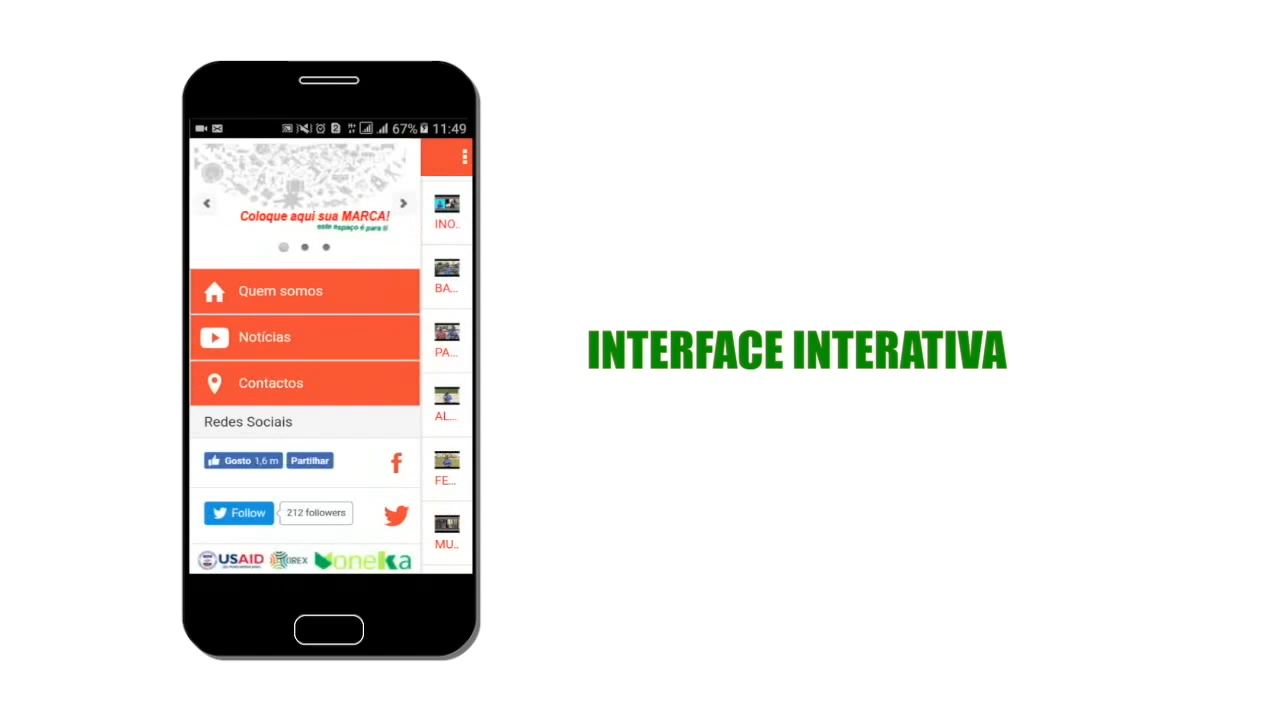 67% 11:49
Coloque aqui sua MARCA!
este espaço é para ti
Quem somos
Notícias
Contactos
Redes Sociais
Gosto 1,6 m Partilhar
Follow 212 followers
USAID IREX Voneka
INO..
BA...
PA...
AL...
FE...
MU..
INTERFACE INTERATIVA